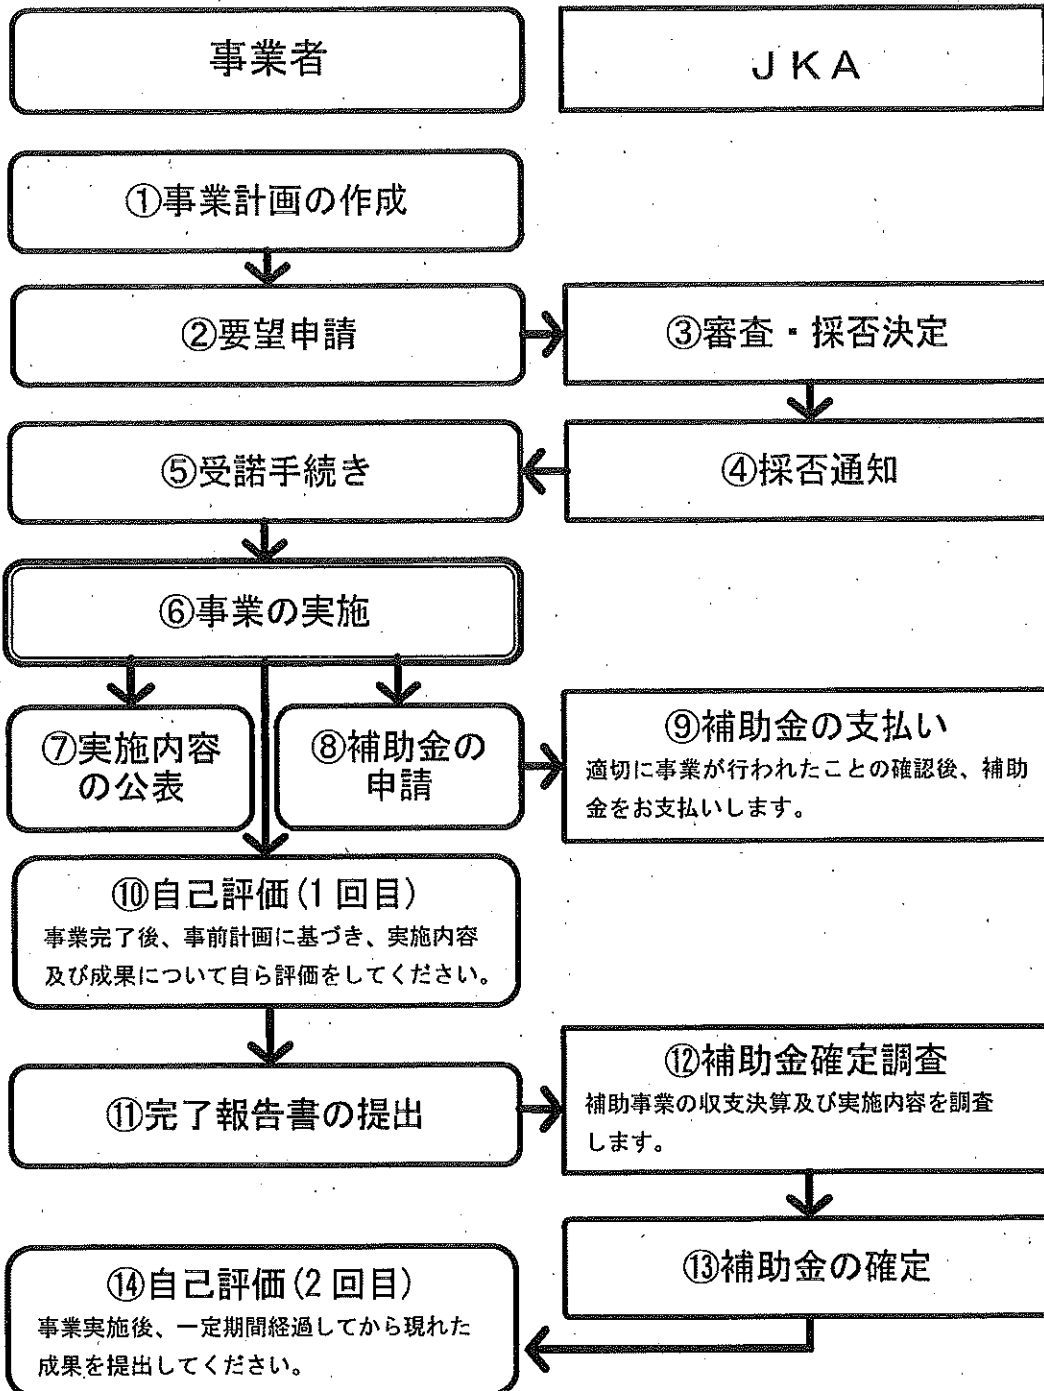 事業者
JKA
①事業計画の作成
②要望申請
③審査・採否決定
④採否通知
⑤受諾手続き
⑥事業の実施
⑦実施内容
の公表
⑧補助金の
申請
⑨補助金の支払い
適切に事業が行われたことの確認後、補助
金をお支払いします。
⑩自己評価(1回目)
事業完了後、事前計画に基づき、実施内容
及び成果について自ら評価をしてください。
⑪完了報告書の提出
⑫補助金確定調査
補助事業の収支決算及び実施内容を調査
します。
⑬補助金の確定
⑭自己評価(2回目)
事業実施後、一定期間経過してから現れた
成果を提出してください。